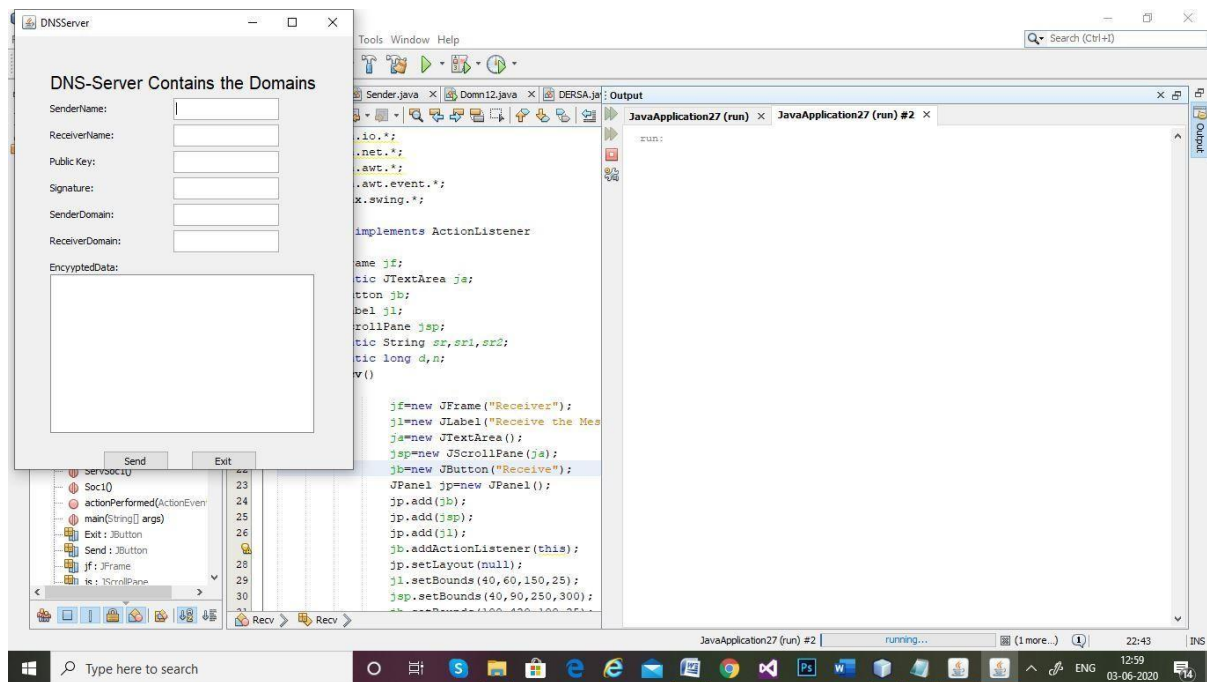 DNSServer
DNS-Server Contains the Domains
SenderName:
ReceiverName:
Public Key:
Signature:
SenderDomain:
ReceiverDomain:
EncyyptedData:
Send Exit
Tools Window Help
Search (Ctrl+I)
Sender.java Domn12.java DERSA.ja
.io.*;
.net.*;
.awt.*;
.awt.event.*;
x.swing.*;
implements ActionListener
ame jf;
tic JTextArea ja;
tton jb;
bel jl;
rollPane jsp;
tic String sr,sr1,sr2;
tic long d,n;
v()
jf=new JFrame("Receiver");
jl=new JLabel("Receive the Mes
ja=new JTextArea();
jsp=new JScrollPane(ja);
jb=new JButton("Receive");
23 JPanel jp=new JPanel();
24 jp.add(jb);
25 jp.add(jsp);
26 jp.add(jl);
jb.addActionListener(this);
28 jp.setLayout(null);
29 jl.setBounds(40,60,150,25);
30 jsp.setBounds(40,90,250,300);
Recv Recv
ServSoc1()
Soc1()
actionPerformed(ActionEven
main(String[] args)
Exit : JButton
Send : JButton
jf : JFrame
js : JScrollPane
Output
JavaApplication27 (run) JavaApplication27 (run) #2
run:
Output
JavaApplication27 (run) #2 running... (1 more...) 1 22:43 INS
Type here to search
ENG 12:59
03-06-2020
14